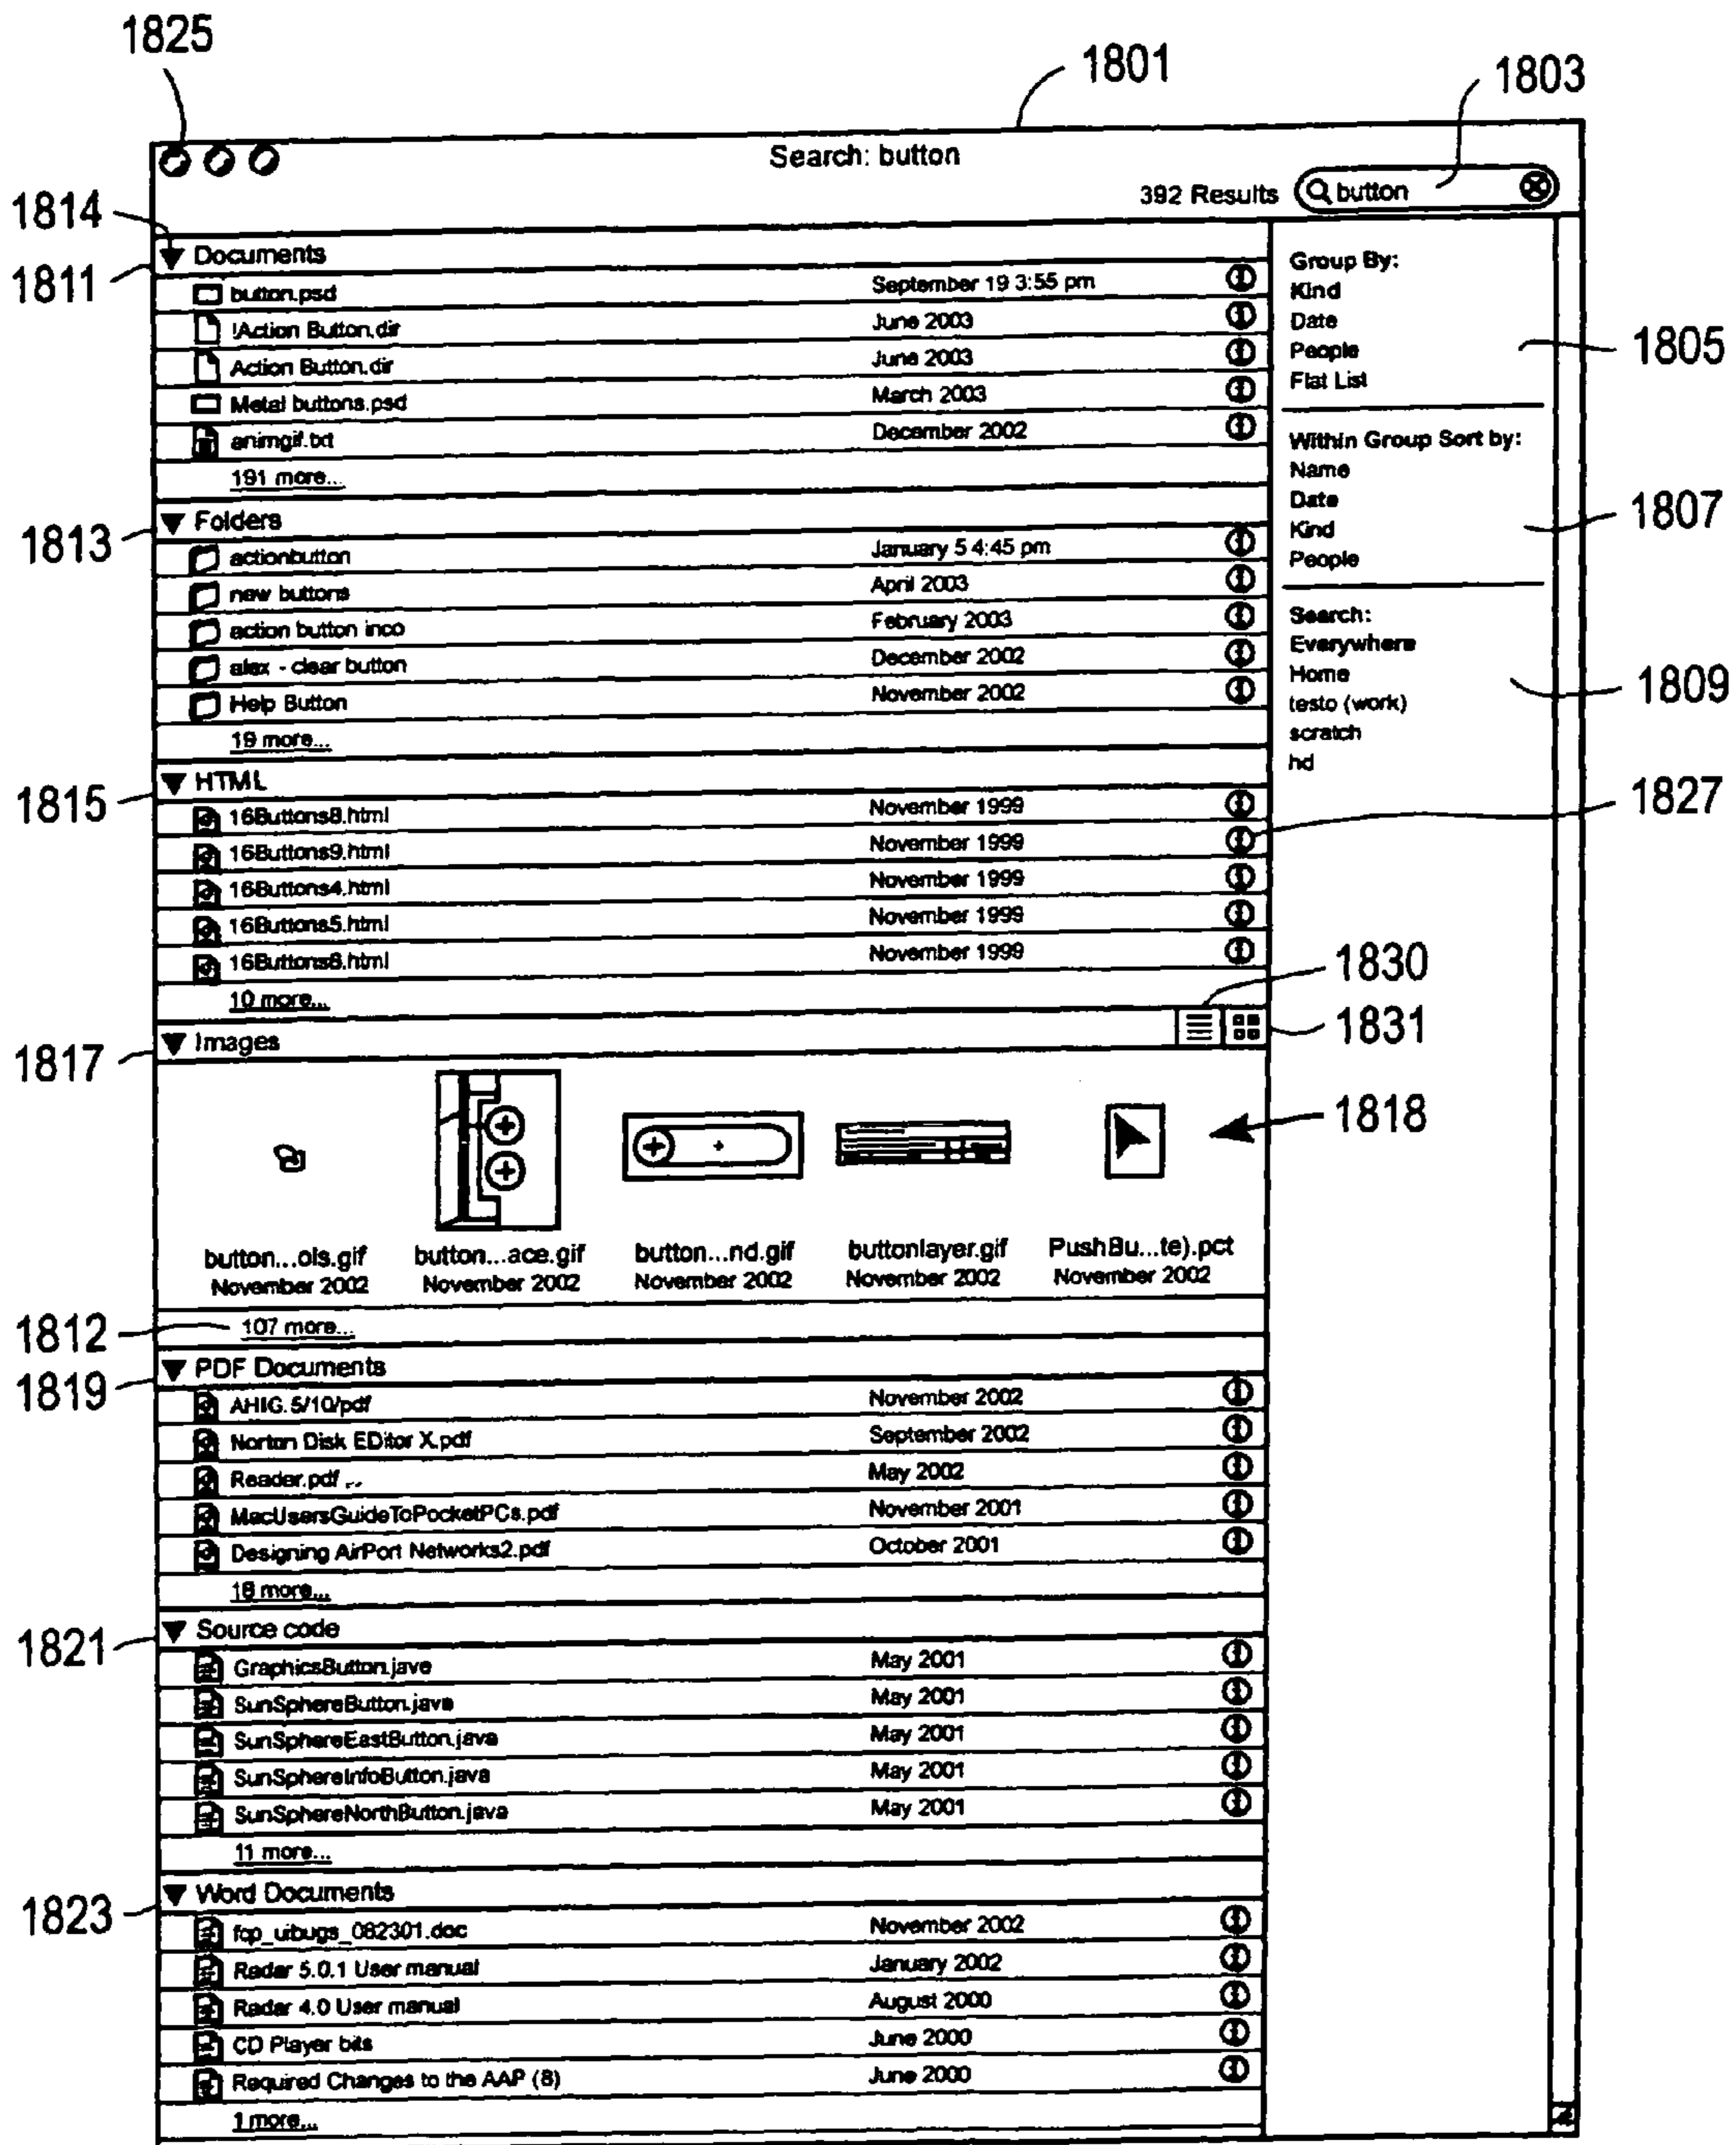 1825
1801
1803
Search: button
392 Results
button
1814
1811
Documents
button.psd September 19 3:55 pm
!Action Button.dir June 2003
Action Button.dir June 2003
Metal buttons.psd March 2003
animgif.txt December 2002
191 more...
1813
Folders
actionbutton January 5 4:45 pm
new buttons April 2003
action button inco February 2003
alex - clear button December 2002
Help Button November 2002
19 more...
1815
HTML
16Buttons8.html November 1999
16Buttons9.html November 1999
16Buttons4.html November 1999
16Buttons5.html November 1999
16Buttons6.html November 1999
10 more...
1817
Images
1830
1831
1818
button...ols.gif button...ace.gif button...nd.gif buttonlayer.gif PushBu...te).pct
November 2002 November 2002 November 2002 November 2002 November 2002
1812
107 more...
1819
PDF Documents
AHIG.5/10/pdf November 2002
Norton Disk EDitor X.pdf September 2002
Reader.pdf May 2002
MacUsersGuideToPocketPCs.pdf November 2001
Designing AirPort Networks2.pdf October 2001
18 more...
1821
Source code
GraphicsButton.jave May 2001
SunSphereButton.java May 2001
SunSphereEastButton.java May 2001
SunSphereInfoButton.java May 2001
SunSphereNorthButton.java May 2001
11 more...
1823
Word Documents
fcp_uibugs_082301.doc November 2002
Radar 5.0.1 User manual January 2002
Radar 4.0 User manual August 2000
CD Player bits June 2000
Required Changes to the AAP (8) June 2000
1 more...
Group By:
Kind
Date
People
Flat List
1805
Within Group Sort by:
Name
Date
Kind
People
1807
Search:
Everywhere
Home
testo (work)
scratch
hd
1809
1827